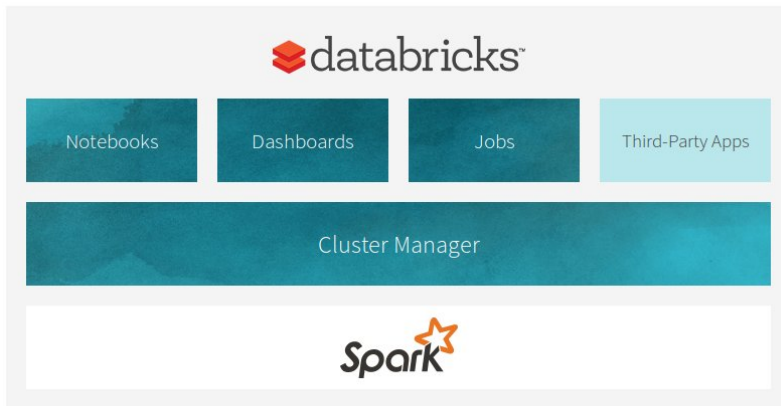 databricks™
Notebooks
Dashboards
Jobs
Third-Party Apps
Cluster Manager
Spark